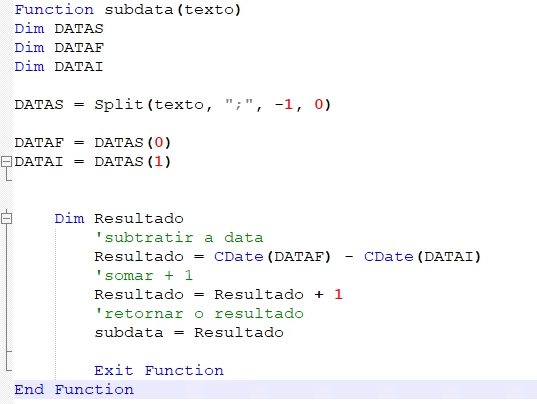 Function subdata(texto)
Dim DATAS
Dim DATAF
Dim DATAI
DATAS = Split(texto, ";", -1, 0)
DATAF = DATAS(0)
DATAI = DATAS(1)
Dim Resultado
'subtratir a data
Resultado = CDate(DATAF) - CDate(DATAI)
'somar + 1
Resultado = Resultado + 1
'retornar o resultado
subdata = Resultado
Exit Function
End Function